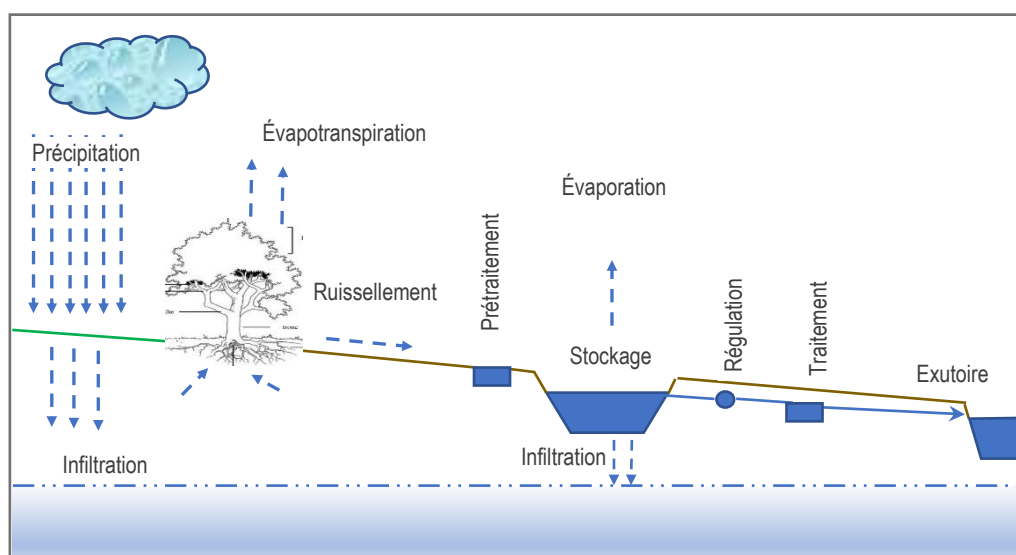 Précipitation
Évapotranspiration
Évaporation
Ruissellement
Prétraitement
Stockage
Régulation
Traitement
Exutoire
Infiltration
Infiltration